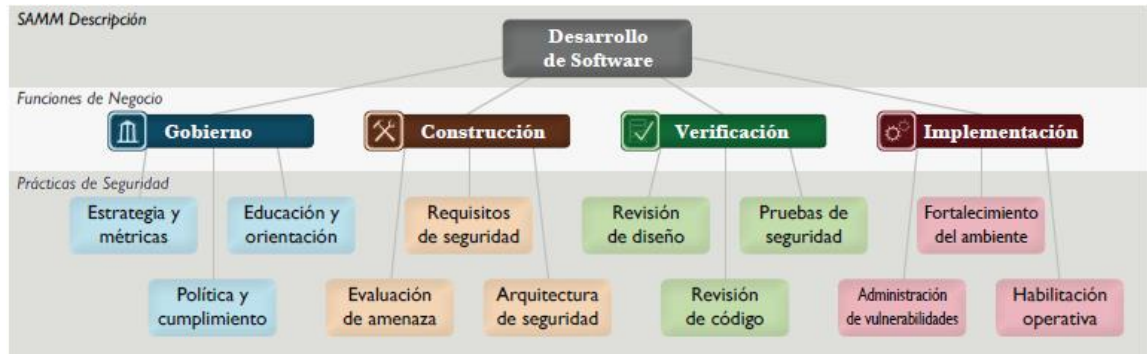 SAMM Descripción
Desarrollo
de Software
Funciones de Negocio
Gobierno
Construcción
Verificación
Implementación
Prácticas de Seguridad
Estrategia y
métricas
Educación y
orientación
Requisitos
de seguridad
Revisión
de diseño
Pruebas de
seguridad
Fortalecimiento
del ambiente
Política y
cumplimiento
Evaluación
de amenaza
Arquitectura
de seguridad
Revisión
de código
Administración
de vulnerabilidades
Habilitación
operativa